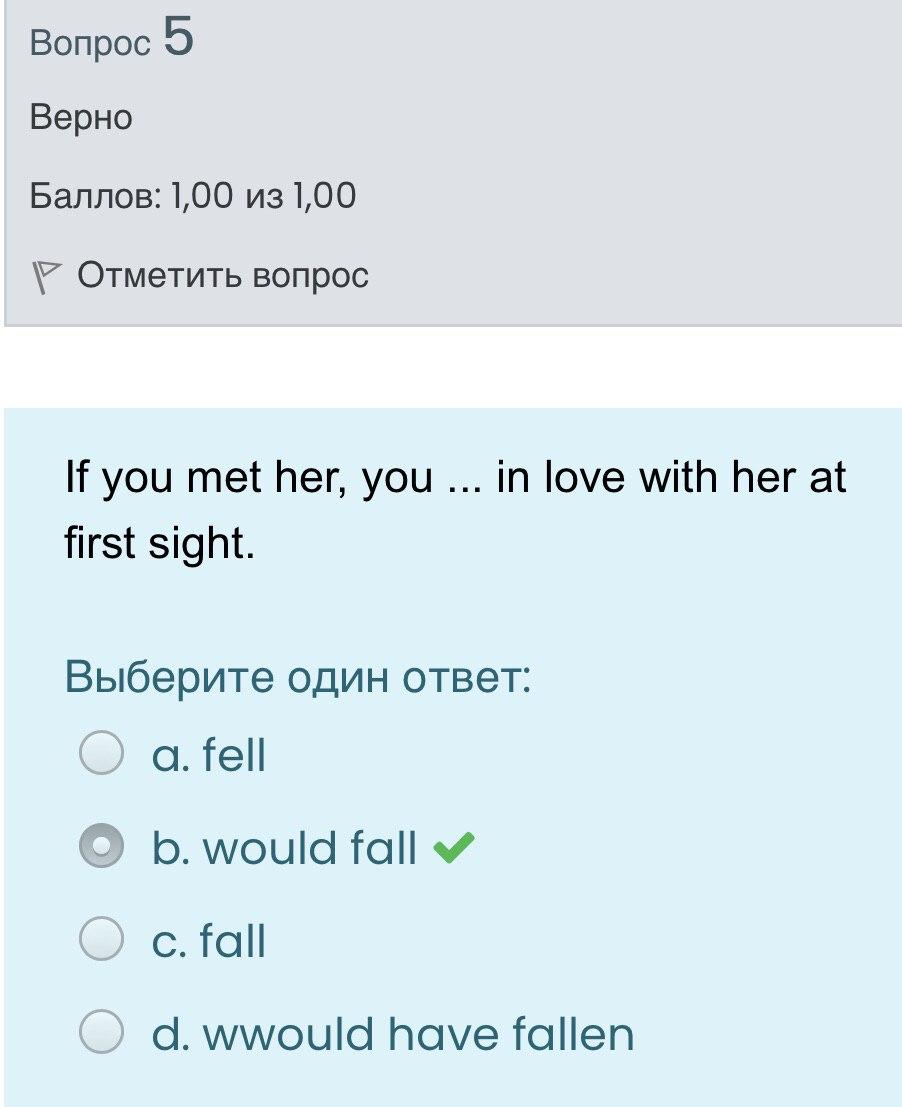 Вопрос 5
Верно
Баллов: 1,00 из 1,00
Отметить вопрос
If you met her, you ... in love with her at
first sight.
Выберите один ответ:
a. fell
b. would fall
c. fall
d. wwould have fallen